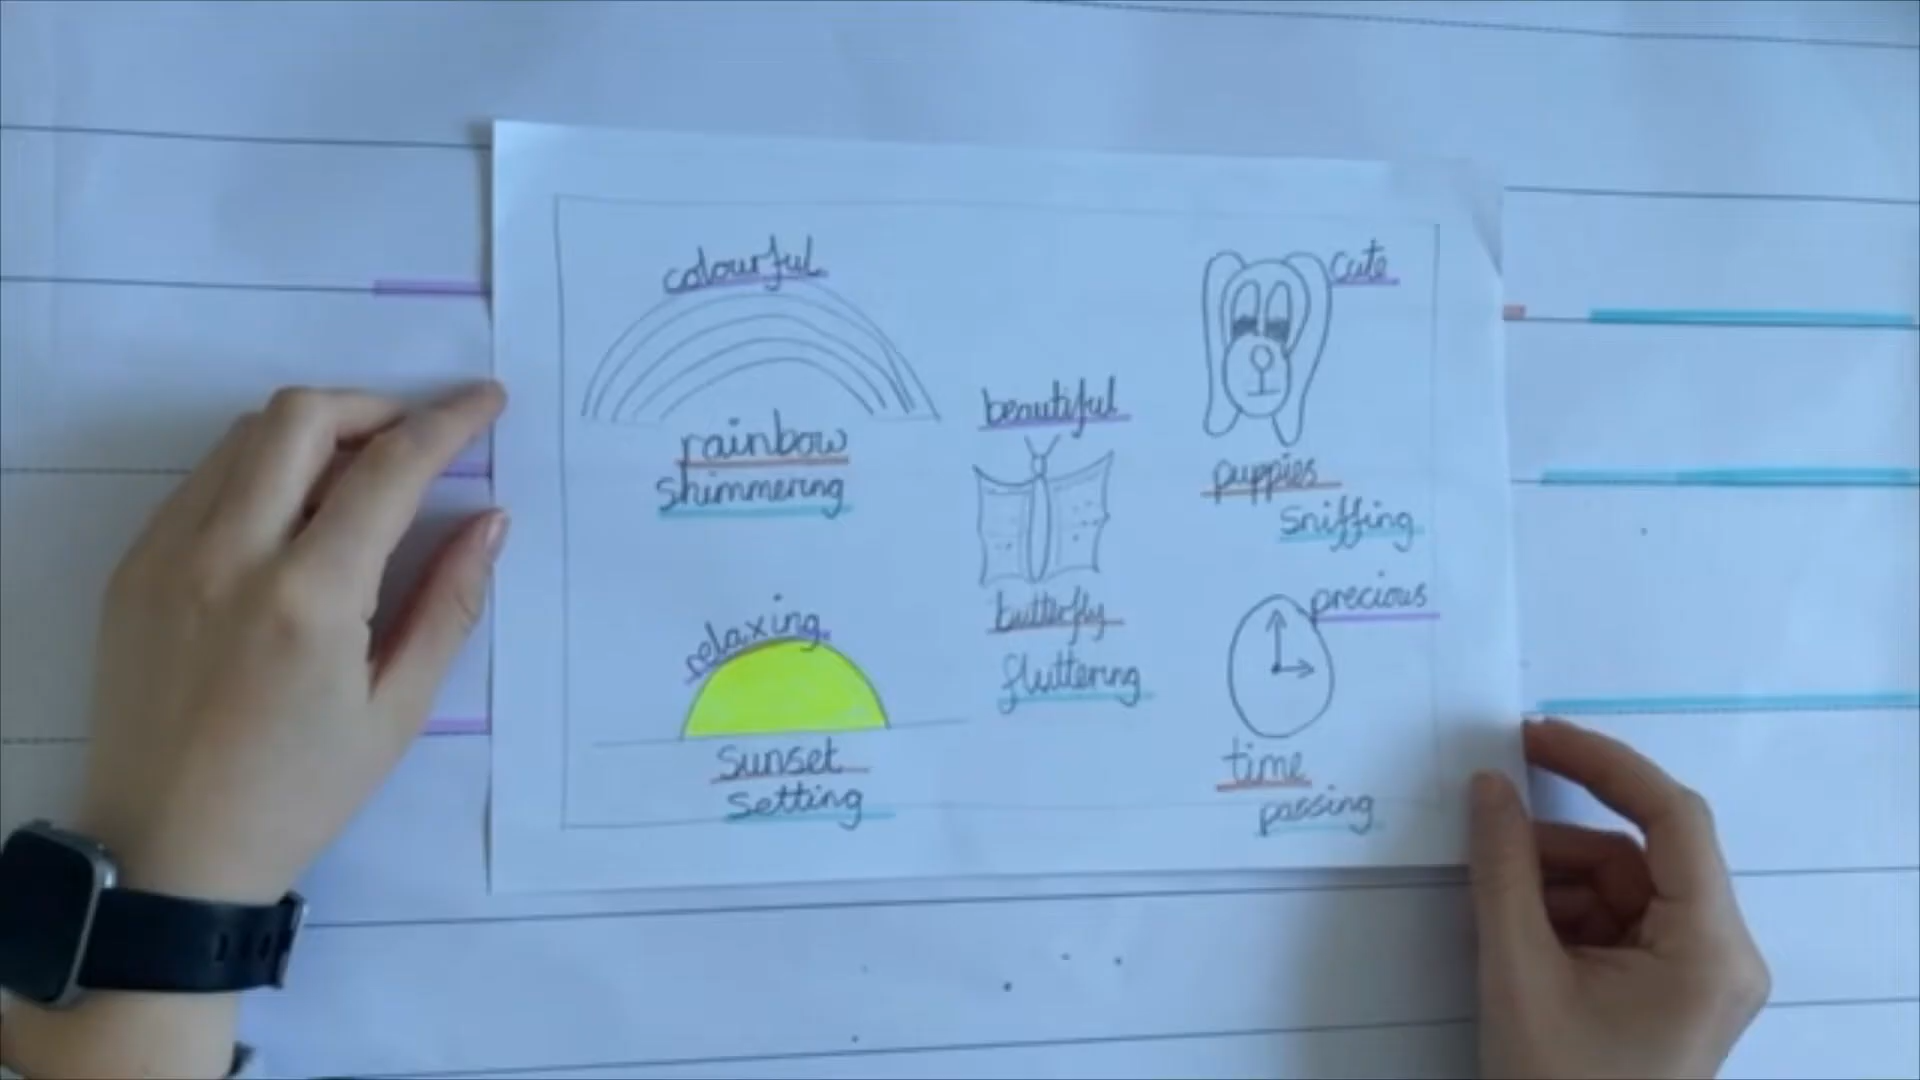 colourful
rainbow
shimmering
relaxing
sunset
setting
beautiful
butterfly
fluttering
cute
puppies
sniffing
precious
time
passing